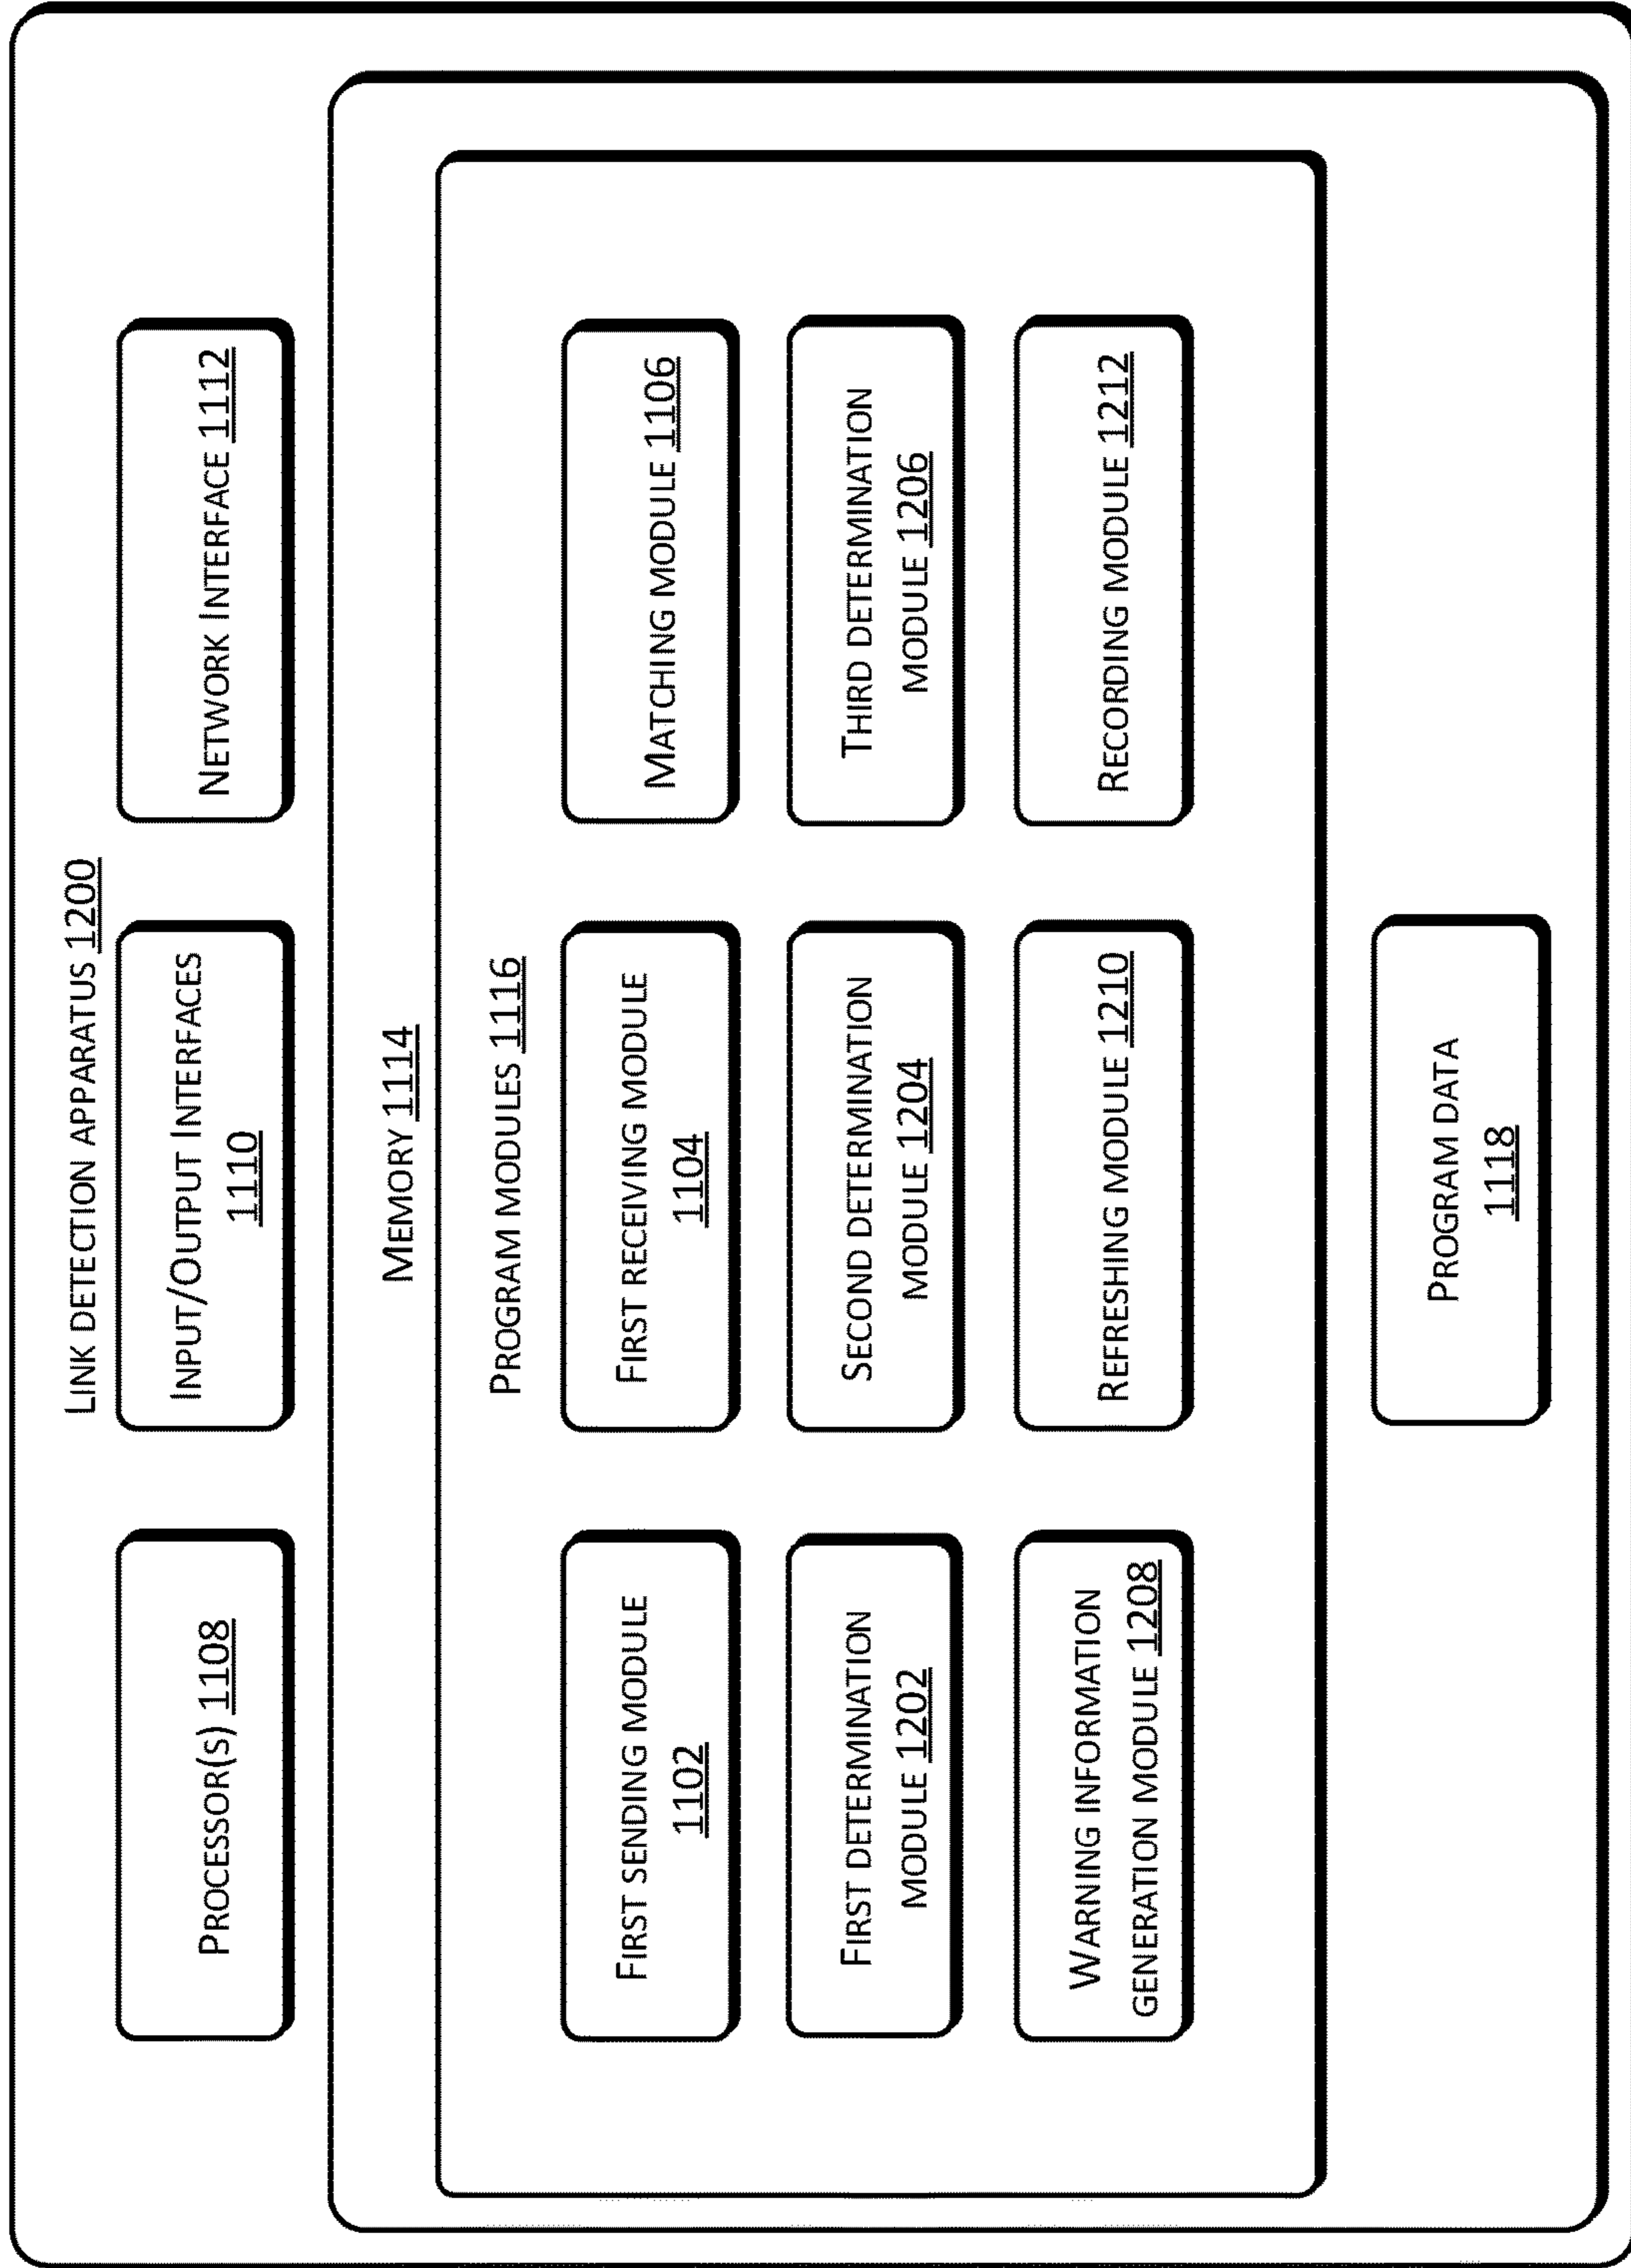 LINK DETECTION APPARATUS 1200
PROCESSOR(S) 1108
INPUT/OUTPUT INTERFACES
1110
NETWORK INTERFACE 1112
MEMORY 1114
PROGRAM MODULES 1116
FIRST SENDING MODULE
1102
FIRST RECEIVING MODULE
1104
MATCHING MODULE 1106
FIRST DETERMINATION
MODULE 1202
SECOND DETERMINATION
MODULE 1204
THIRD DETERMINATION
MODULE 1206
WARNING INFORMATION
GENERATION MODULE 1208
REFRESHING MODULE 1210
RECORDING MODULE 1212
PROGRAM DATA
1118